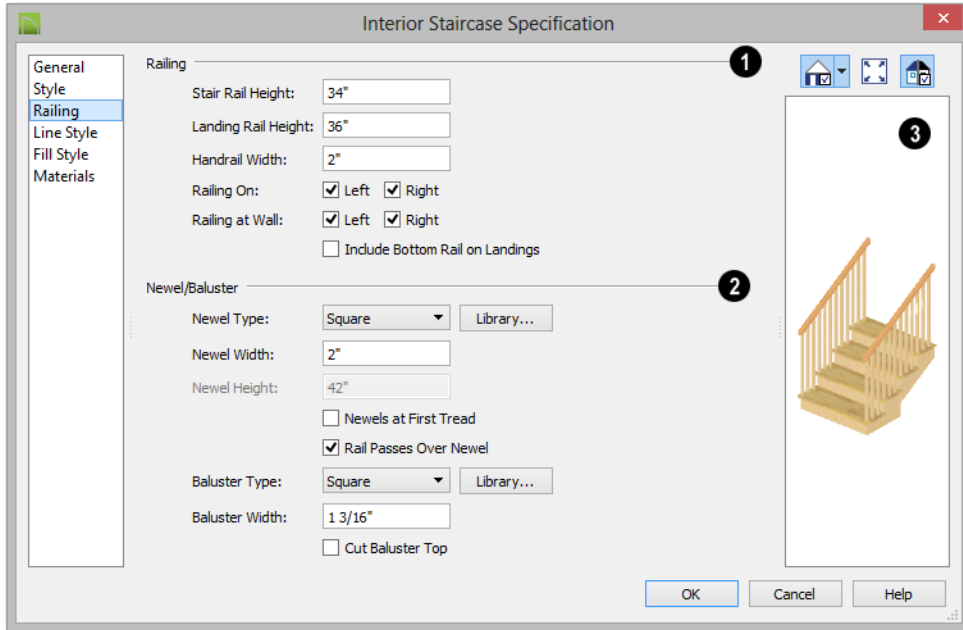 Interior Staircase Specification
General
Style
Railing
Line Style
Fill Style
Materials
Railing
1
Stair Rail Height: 34"
Landing Rail Height: 36"
Handrail Width: 2"
Railing On: Left Right
Railing at Wall: Left Right
Include Bottom Rail on Landings
Newel/Baluster
2
Newel Type: Square Library...
Newel Width: 2"
Newel Height: 42"
Newels at First Tread
Rail Passes Over Newel
Baluster Type: Square Library...
Baluster Width: 1 3/16"
Cut Baluster Top
3
OK Cancel Help